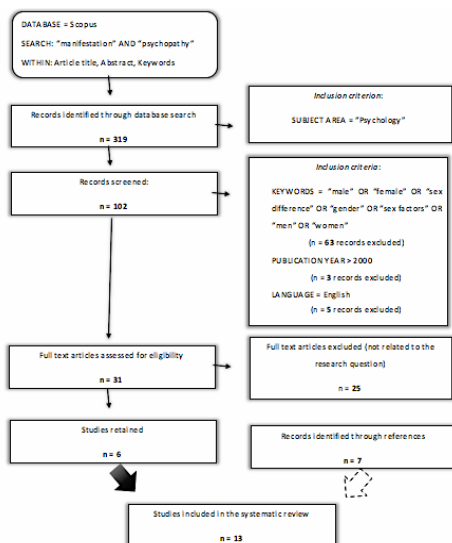 DATABASE = Scopus
SEARCH: "manifestation" AND "psychopathy"
WITHIN: Article title, Abstract, Keywords
Records identified through database search
n = 319
Inclusion criterion:
SUBJECT AREA = "Psychology"
Records screened:
n = 102
Inclusion criteria:
KEYWORDS = "male" OR "female" OR "sex
difference" OR "gender" OR "sex factors" OR
"men" OR "women"
(n = 63 records excluded)
PUBLICATION YEAR > 2000
(n = 3 records excluded)
LANGUAGE = English
(n = 5 records excluded)
Full text articles assessed for eligibility
n = 31
Full text articles excluded (not related to the
research question)
n = 25
Studies retained
n = 6
Records identified through references
n = 7
Studies included in the systematic review
n = 13